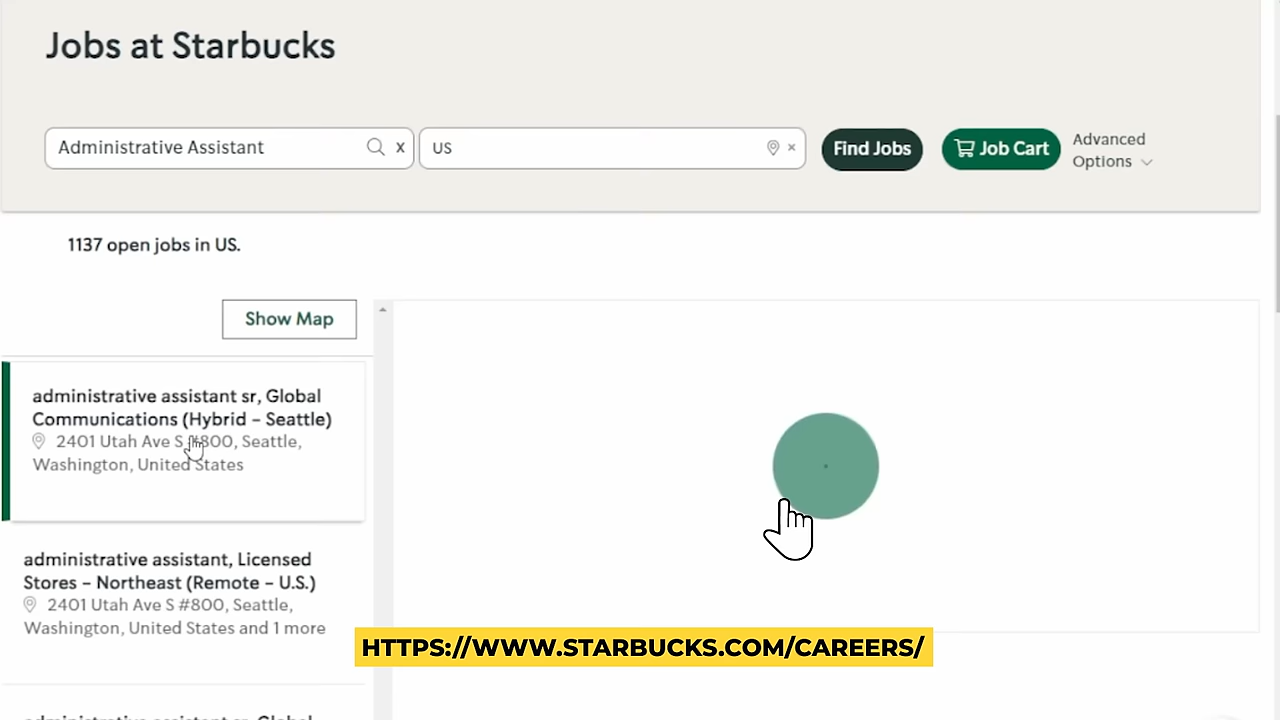 Jobs at Starbucks
Administrative Assistant
x
US
×
Find Jobs
Job Cart
Advanced
Options
1137 open jobs in US.
Show Map
administrative assistant sr, Global
Communications (Hybrid – Seattle)
2401 Utah Ave S #800, Seattle,
Washington, United States
administrative assistant, Licensed
Stores – Northeast (Remote – U.S.)
2401 Utah Ave S #800, Seattle,
Washington, United States and 1 more
HTTPS://WWW.STARBUCKS.COM/CAREERS/